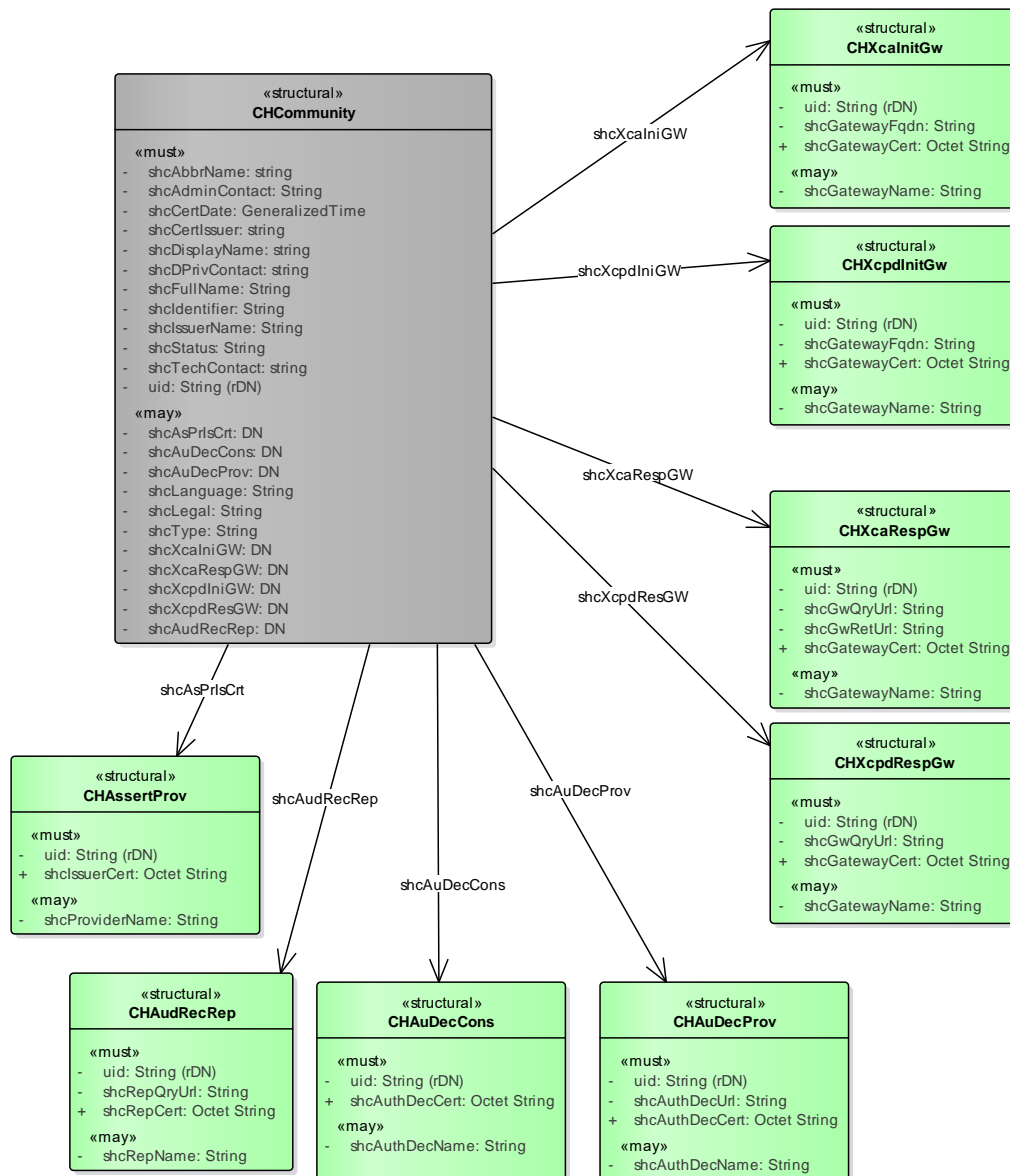 «structural»
CHCommunity
«must»
- shcAbbrName: string
- shcAdminContact: String
- shcCertDate: GeneralizedTime
- shcCertIssuer: string
- shcDisplayName: string
- shcDPrivContact: string
- shcFullName: String
- shcIdentifier: String
- shcIssuerName: String
- shcStatus: String
- shcTechContact: string
- uid: String (rDN)
«may»
- shcAsPrIsCrt: DN
- shcAuDecCons: DN
- shcAuDecProv: DN
- shcLanguage: String
- shcLegal: String
- shcType: String
- shcXcaIniGW: DN
- shcXcaRespGW: DN
- shcXcpdIniGW: DN
- shcXcpdResGW: DN
- shcAudRecRep: DN
shcXcaIniGW
«structural»
CHXcaInitGw
«must»
- uid: String (rDN)
- shcGatewayFqdn: String
+ shcGatewayCert: Octet String
«may»
- shcGatewayName: String
shcXcpdIniGW
«structural»
CHXcpdInitGw
«must»
- uid: String (rDN)
- shcGatewayFqdn: String
+ shcGatewayCert: Octet String
«may»
- shcGatewayName: String
shcXcaRespGW
«structural»
CHXcaRespGw
«must»
- uid: String (rDN)
- shcGwQryUrl: String
- shcGwRetUrl: String
+ shcGatewayCert: Octet String
«may»
- shcGatewayName: String
shcXcpdResGW
«structural»
CHXcpdRespGw
«must»
- uid: String (rDN)
- shcGwQryUrl: String
+ shcGatewayCert: Octet String
«may»
- shcGatewayName: String
shcAsPrIsCrt
«structural»
CHAssertProv
«must»
- uid: String (rDN)
+ shcIssuerCert: Octet String
«may»
- shcProviderName: String
shcAudRecRep
«structural»
CHAudRecRep
«must»
- uid: String (rDN)
- shcRepQryUrl: String
+ shcRepCert: Octet String
«may»
- shcRepName: String
shcAuDecCons
«structural»
CHAuDecCons
«must»
- uid: String (rDN)
+ shcAuthDecCert: Octet String
«may»
- shcAuthDecName: String
shcAuDecProv
«structural»
CHAuDecProv
«must»
- uid: String (rDN)
- shcAuthDecUrl: String
+ shcAuthDecCert: Octet String
«may»
- shcAuthDecName: String